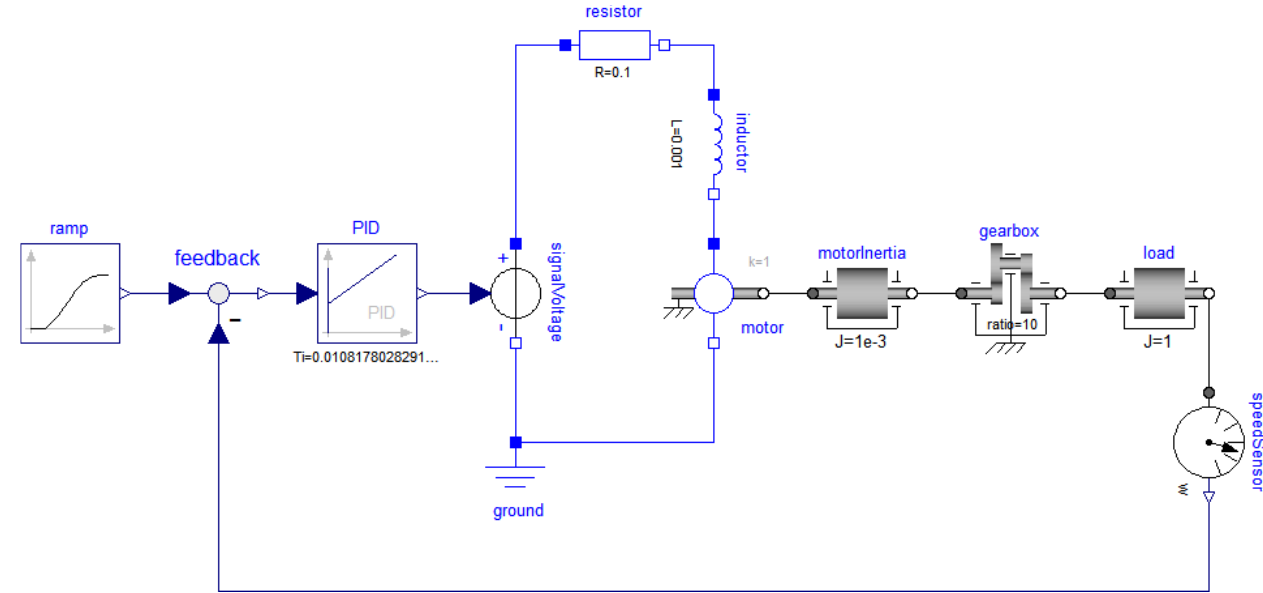 resistor
R=0.1
inductor
L=0.001
ramp
feedback
PID
PID
Ti=0.0108178028291...
signalVoltage
+
-
-
k=1
motor
motorInertia
J=1e-3
gearbox
ratio=10
load
J=1
speedSensor
w
ground